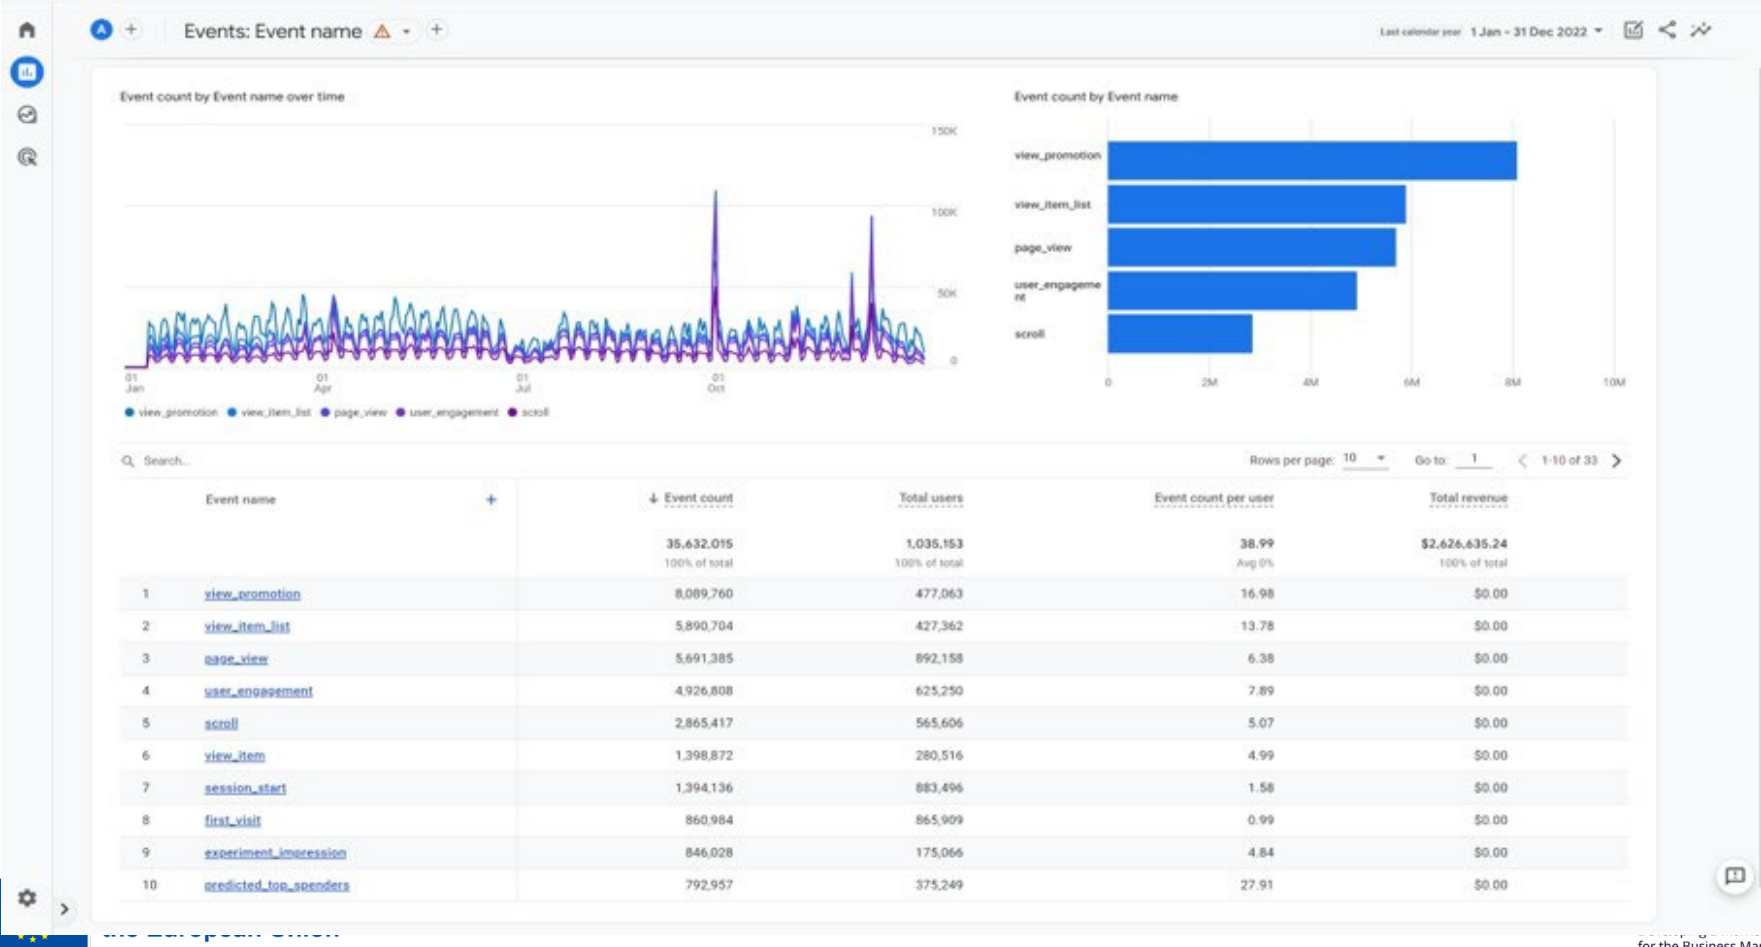 A
Events: Event name
Last calendar year 1 Jan - 31 Dec 2022
Event count by Event name over time
150K
100K
50K
0
01 Jan
01 Apr
01 Jul
01 Oct
view_promotion view_item_list page_view user_engagement scroll
Event count by Event name
view_promotion
view_item_list
page_view
user_engageme
nt
scroll
0 2M 4M 6M 8M 10M
Search...
Rows per page: 10 Go to: 1 1-10 of 33
Event name + Event count Total users Event count per user Total revenue
35,632,015 1,035,153 38.99 $2,626,635.24
100% of total 100% of total Avg 0% 100% of total
1 view_promotion 8,089,760 477,063 16.98 $0.00
2 view_item_list 5,890,704 427,362 13.78 $0.00
3 page_view 5,691,385 892,158 6.38 $0.00
4 user_engagement 4,926,808 625,250 7.89 $0.00
5 scroll 2,865,417 565,606 5.07 $0.00
6 view_item 1,398,872 280,516 4.99 $0.00
7 session_start 1,394,136 883,496 1.58 $0.00
8 first_visit 860,984 865,909 0.99 $0.00
9 experiment_impression 846,028 175,066 4.84 $0.00
10 predicted_top_spenders 792,957 375,249 27.91 $0.00
the European Union
for the Business Ma